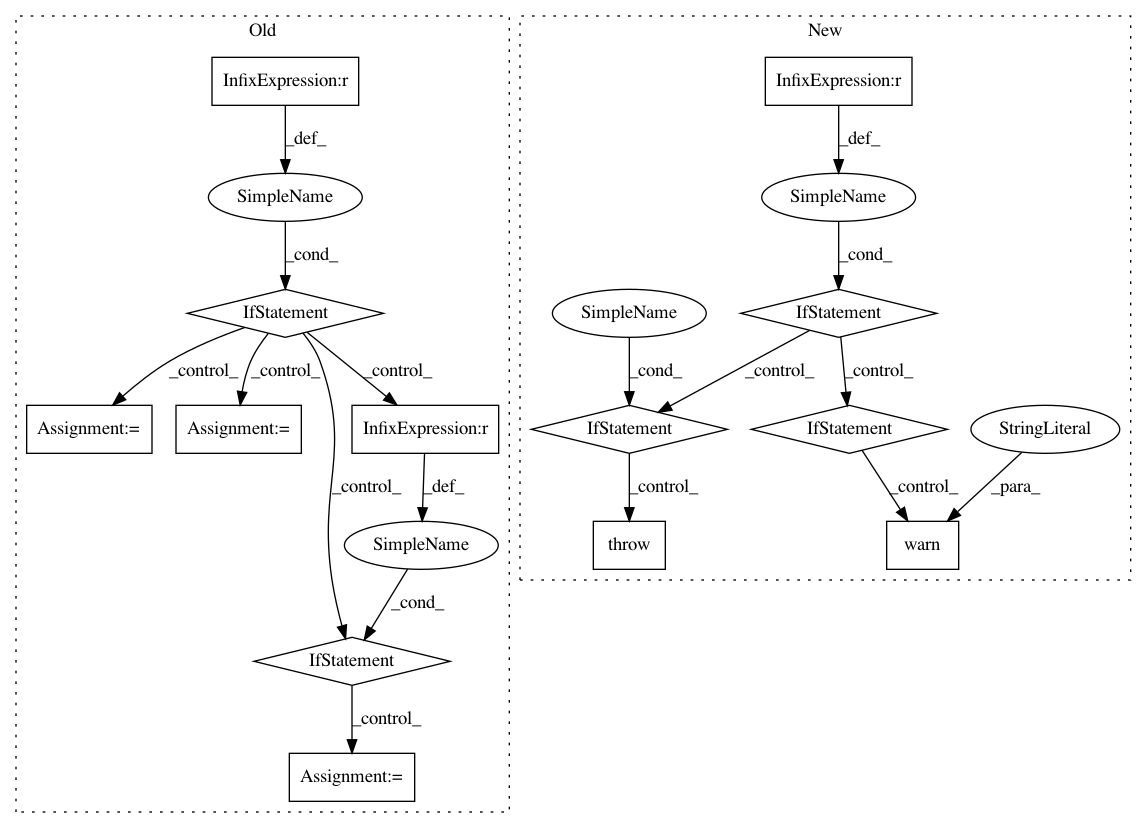 Old
New
InfixExpression:r
InfixExpression:r
_def_
_def_
SimpleName
SimpleName
_cond_
_cond_
IfStatement
SimpleName
IfStatement
_control_
_control_
_control_
_cond_
_control_
_control_
Assignment:=
Assignment:=
InfixExpression:r
IfStatement
IfStatement
StringLiteral
_control_
_def_
_control_
_control_
_para_
SimpleName
throw
warn
_cond_
IfStatement
_control_
Assignment:=